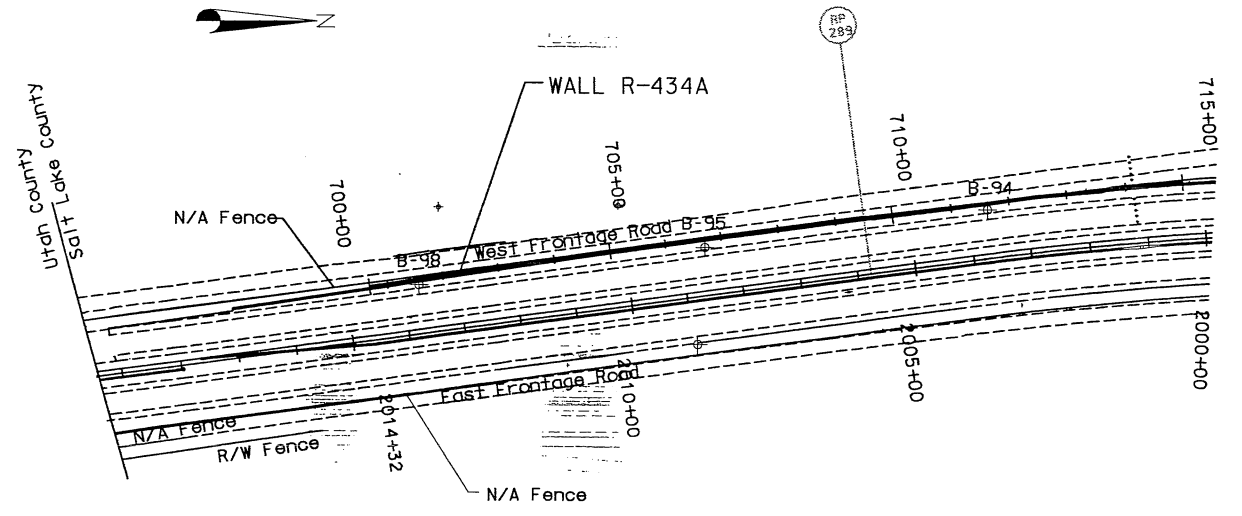 N
RP
289
WALL R-434A
715+00
710+00
705+00
700+00
Utah County
Salt Lake County
N/A Fence
B-94
West Frontage Road B-95
B-98
2000+00
2005+00
2010+00
2014+32
East Frontage Road
N/A Fence
R/W Fence
N/A Fence